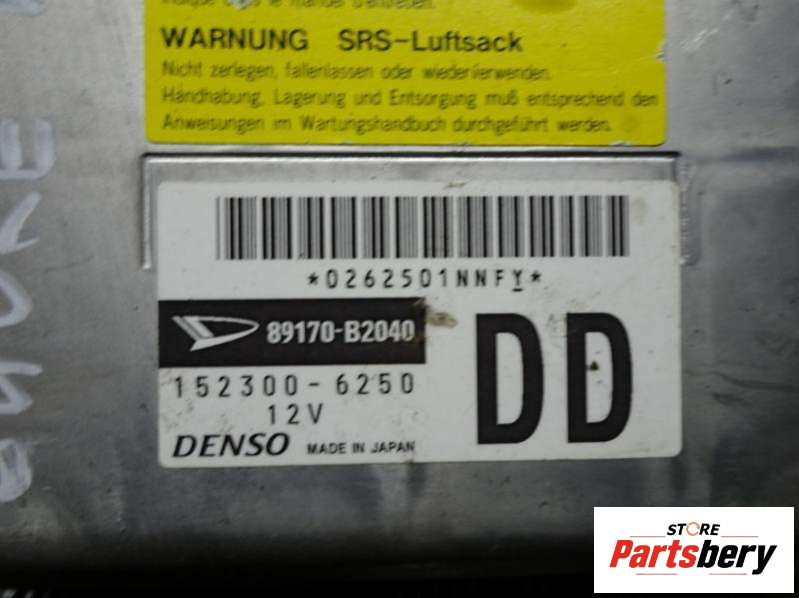 WARNUNG SRS-Luftsack
Nicht zerlegen, fallenlassen oder wiederverwenden.
Handhabung, Lagerung und Entsorgung muß entsprechend den
Anweisungen im Wartungshandbuch durchgeführt werden.
*0262501NNFY*
89170-B2040
152300-6250
12V
DENSO MADE IN JAPAN
DD
STORE
Partsbery